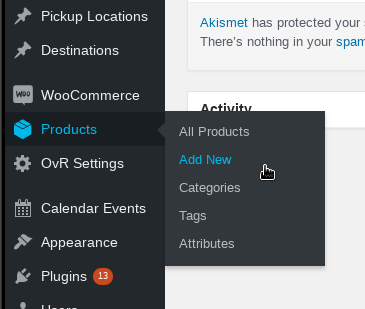 Pickup Locations
Destinations
WooCommerce
Products
OvR Settings
Calendar Events
Appearance
Plugins 13
Users
Akismet has protected your
There's nothing in your spam
Activity
All Products
Add New
Categories
Tags
Attributes